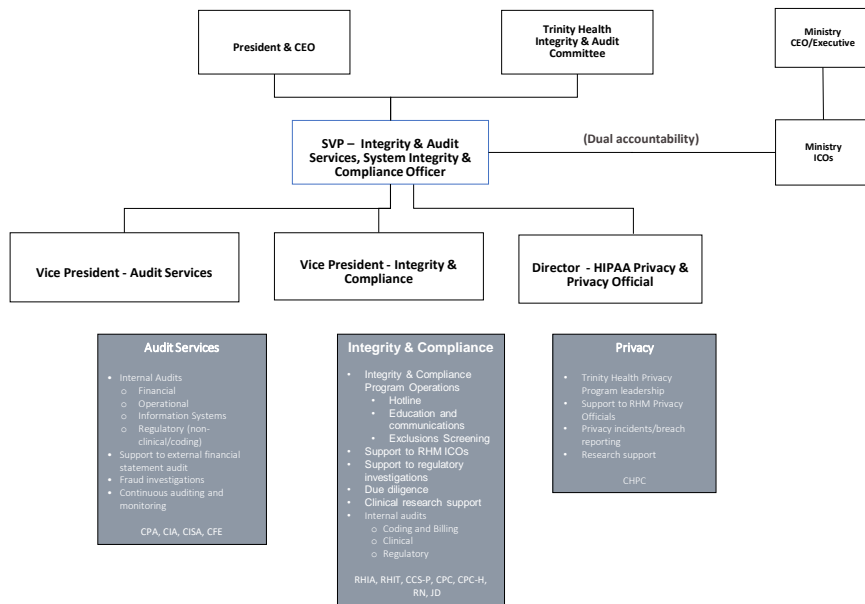 President & CEO
Trinity Health
Integrity & Audit
Committee
Ministry
CEO/Executive
SVP – Integrity & Audit
Services, System Integrity &
Compliance Officer
(Dual accountability)
Ministry
ICOs
Vice President - Audit Services
Vice President - Integrity &
Compliance
Director - HIPAA Privacy &
Privacy Official
Audit Services
• Internal Audits
o Financial
o Operational
o Information Systems
o Regulatory (non-
clinical/coding)
• Support to external financial
statement audit
• Fraud investigations
• Continuous auditing and
monitoring
CPA, CIA, CISA, CFE
Integrity & Compliance
• Integrity & Compliance
Program Operations
• Hotline
• Education and
communications
• Exclusions Screening
• Support to RHM ICOs
• Support to regulatory
investigations
• Due diligence
• Clinical research support
• Internal audits
o Coding and Billing
o Clinical
o Regulatory
RHIA, RHIT, CCS-P, CPC, CPC-H,
RN, JD
Privacy
• Trinity Health Privacy
Program leadership
• Support to RHM Privacy
Officials
• Privacy incidents/breach
reporting
• Research support
CHPC